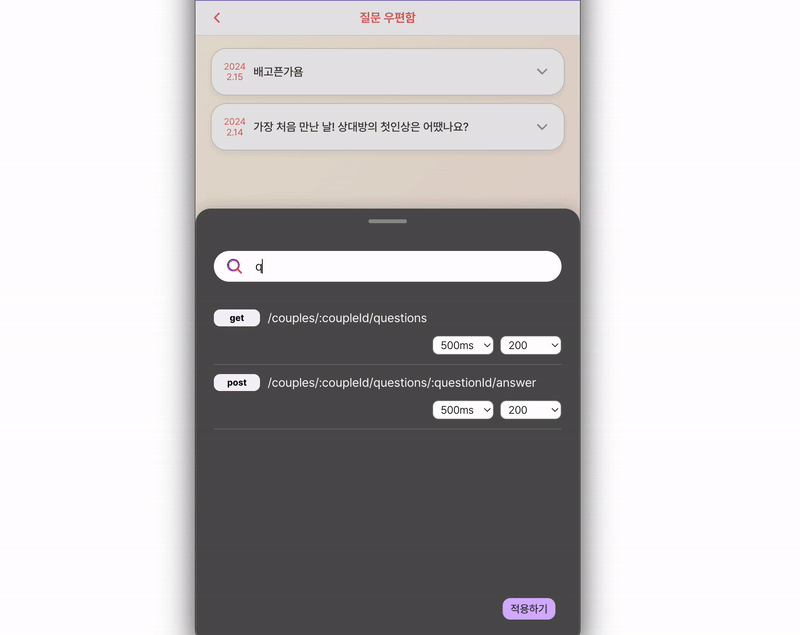 질문 우편함
2024
2.15
배고픈가욤
2024
2.14
가장 처음 만난 날! 상대방의 첫인상은 어땠나요?
q
get
/couples/:coupleId/questions
500ms
200
post
/couples/:coupleId/questions/:questionId/answer
500ms
200
적용하기